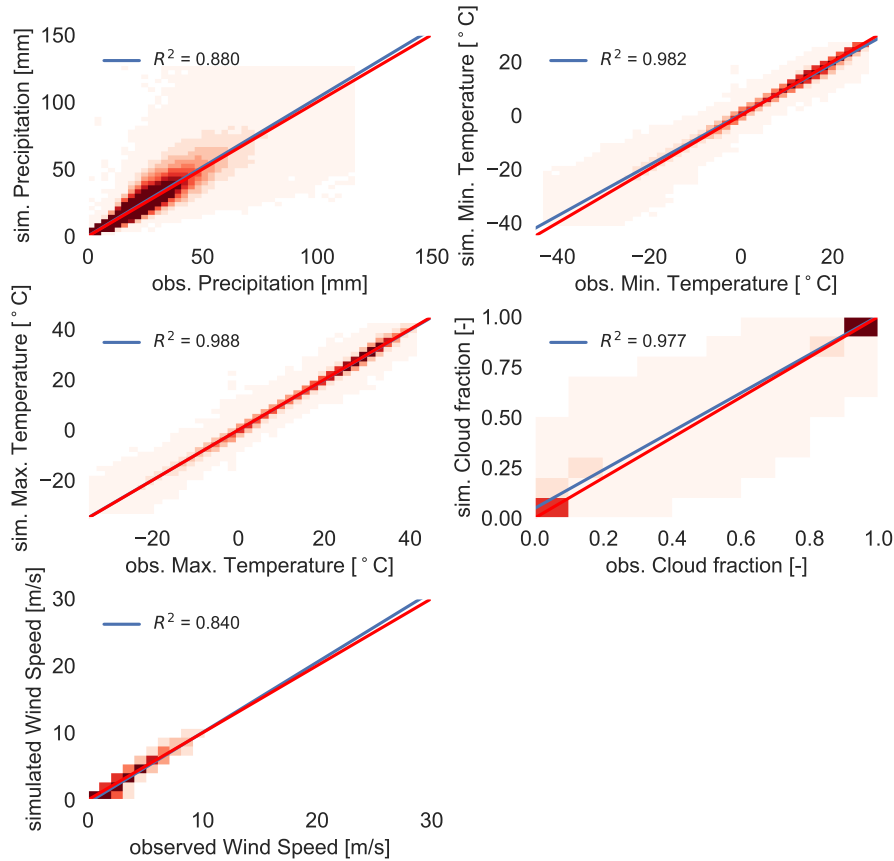 150
100
50
0
sim. Precipitation [mm]
R² = 0.880
0 50 100 150
obs. Precipitation [mm]
20
0
−20
−40
sim. Min. Temperature [°C]
R² = 0.982
−40 −20 0 20
obs. Min. Temperature [°C]
40
20
0
−20
sim. Max. Temperature [°C]
R² = 0.988
−20 0 20 40
obs. Max. Temperature [°C]
1.00
0.75
0.50
0.25
0.00
sim. Cloud fraction [-]
R² = 0.977
0.0 0.2 0.4 0.6 0.8 1.0
obs. Cloud fraction [-]
30
20
10
0
simulated Wind Speed [m/s]
R² = 0.840
0 10 20 30
observed Wind Speed [m/s]